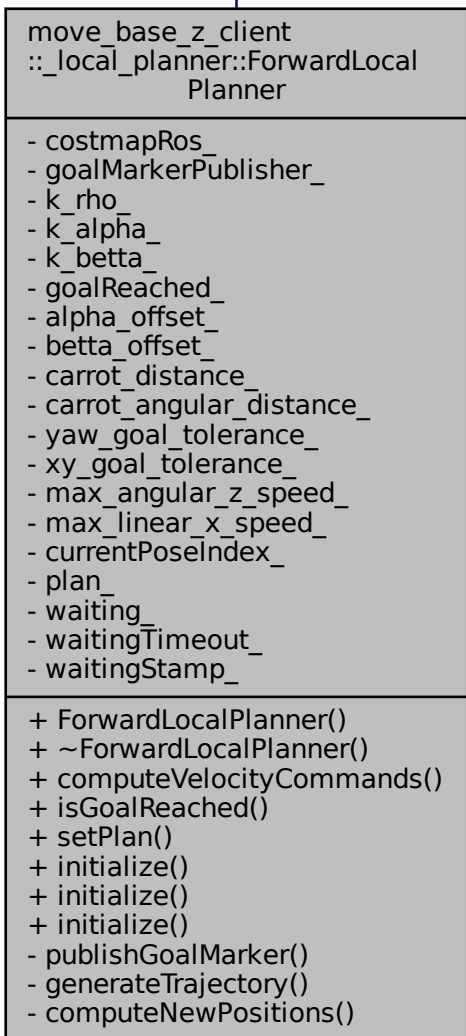 move_base_z_client
::_local_planner::ForwardLocal
Planner
- costmapRos_
- goalMarkerPublisher_
- k_rho_
- k_alpha_
- k_betta_
- goalReached_
- alpha_offset_
- betta_offset_
- carrot_distance_
- carrot_angular_distance_
- yaw_goal_tolerance_
- xy_goal_tolerance_
- max_angular_z_speed_
- max_linear_x_speed_
- currentPoseIndex_
- plan_
- waiting_
- waitingTimeout_
- waitingStamp_
+ ForwardLocalPlanner()
+ ~ForwardLocalPlanner()
+ computeVelocityCommands()
+ isGoalReached()
+ setPlan()
+ initialize()
+ initialize()
+ initialize()
- publishGoalMarker()
- generateTrajectory()
- computeNewPositions()